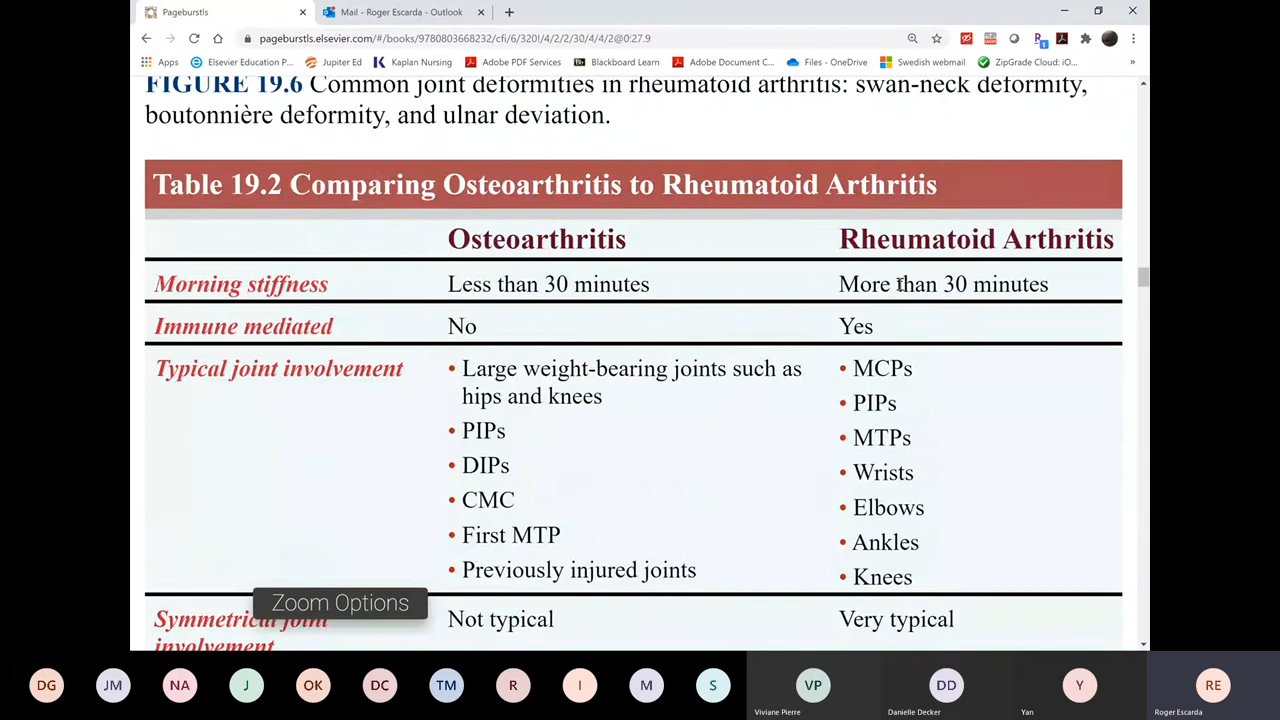 Pageburstls
Mail - Roger Escarda - Outlook
pageburstls.elsevier.com/#/books/9780803668232/cfi/6/320!/4/2/2/30/4/4/2@0:27.9
Apps
Elsevier Education P...
Jupiter Ed
Kaplan Nursing
Adobe PDF Services
Blackboard Learn
Adobe Document C...
Files - OneDrive
Swedish webmail
ZipGrade Cloud: iO...
»
FIGURE 19.6 Common joint deformities in rheumatoid arthritis: swan-neck deformity,
boutonnière deformity, and ulnar deviation.
Table 19.2 Comparing Osteoarthritis to Rheumatoid Arthritis
Osteoarthritis Rheumatoid Arthritis
Morning stiffness Less than 30 minutes More than 30 minutes
Immune mediated No Yes
Typical joint involvement
• Large weight-bearing joints such as
hips and knees
• PIPs
• DIPs
• CMC
• First MTP
• Previously injured joints
• MCPs
• PIPs
• MTPs
• Wrists
• Elbows
• Ankles
• Knees
Zoom Options
Symmetrical joint Not typical Very typical
involvement
DG
JM
NA
J
OK
DC
TM
R
I
M
S
VP
Viviane Pierre
DD
Danielle Decker
Y
Yan
RE
Roger Escarda